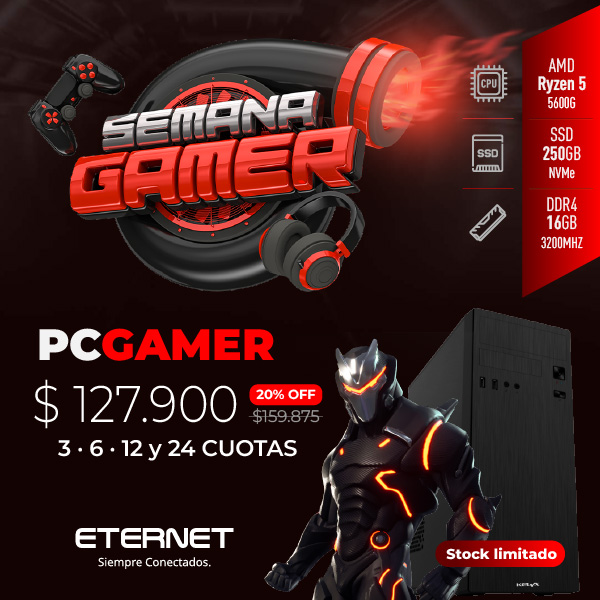 SEMANA
GAMER
CPU
AMD
Ryzen 5
5600G
SSD
SSD
250GB
NVMe
DDR4
16GB
3200MHZ
PCGAMER
$ 127.900
20% OFF
$159.875
3 • 6 • 12 y 24 CUOTAS
ETERNET
Siempre Conectados.
Stock limitado